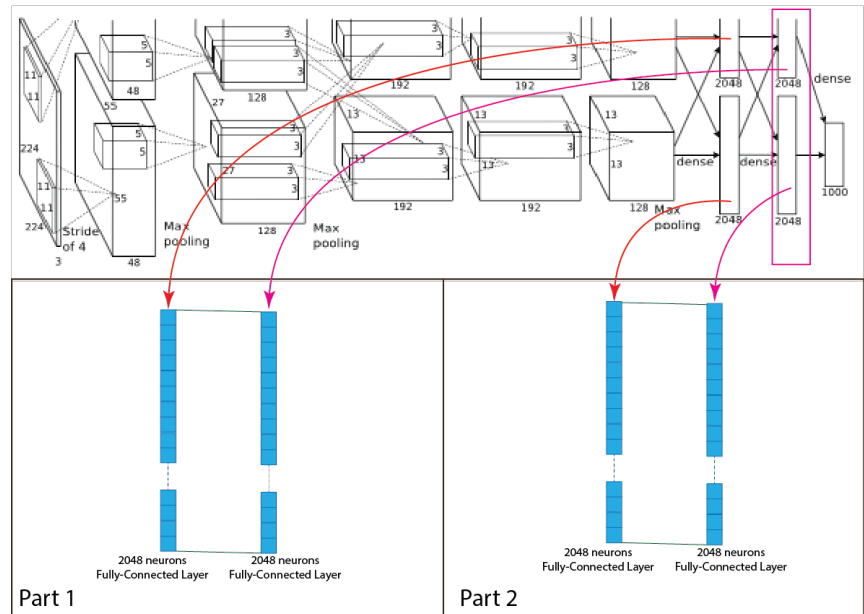 5
3
3
3
5
3
3
3
11
48
192
192
128
2048
2048
dense
11
55
27
128
13
13
13
224
5
3
3
3
5
13
13
13
11
27
3
3
3
dense
dense
11
55
3
192
192
128
1000
224
Stride
of 4
Max
pooling
128
Max
pooling
Max
pooling
2048
2048
3
48
2048 neurons
Fully-Connected Layer
2048 neurons
Fully-Connected Layer
2048 neurons
Fully-Connected Layer
2048 neurons
Fully-Connected Layer
Part 1
Part 2